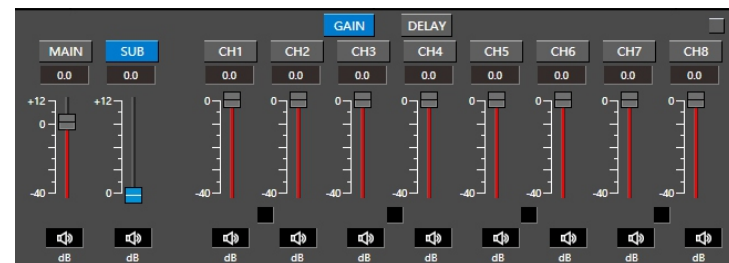 GAIN DELAY
MAIN SUB CH1 CH2 CH3 CH4 CH5 CH6 CH7 CH8
0.0 0.0 0.0 0.0 0.0 0.0 0.0 0.0 0.0 0.0
+12 +12 0 0 0 0 0 0 0 0
0
-40 0 -40 -40 -40 -40 -40 -40 -40 -40
dB dB dB dB dB dB dB dB dB dB